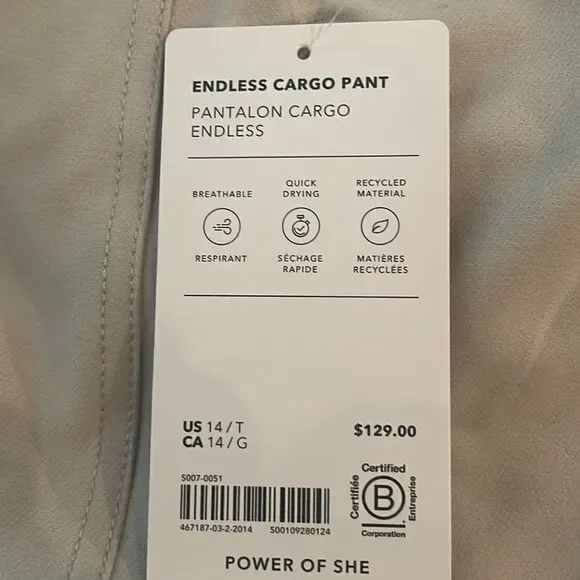 ENDLESS CARGO PANT
PANTALON CARGO
ENDLESS
BREATHABLE
RESPIRANT
QUICK
DRYING
SÉCHAGE
RAPIDE
RECYCLED
MATERIAL
MATIÈRES
RECYCLÉES
US 14 / T
CA 14 / G
$129.00
S007-0051
467187-03-2-2014 S00109280124
Certified
Certifiée
B
Entreprise
Corporation
POWER OF SHE